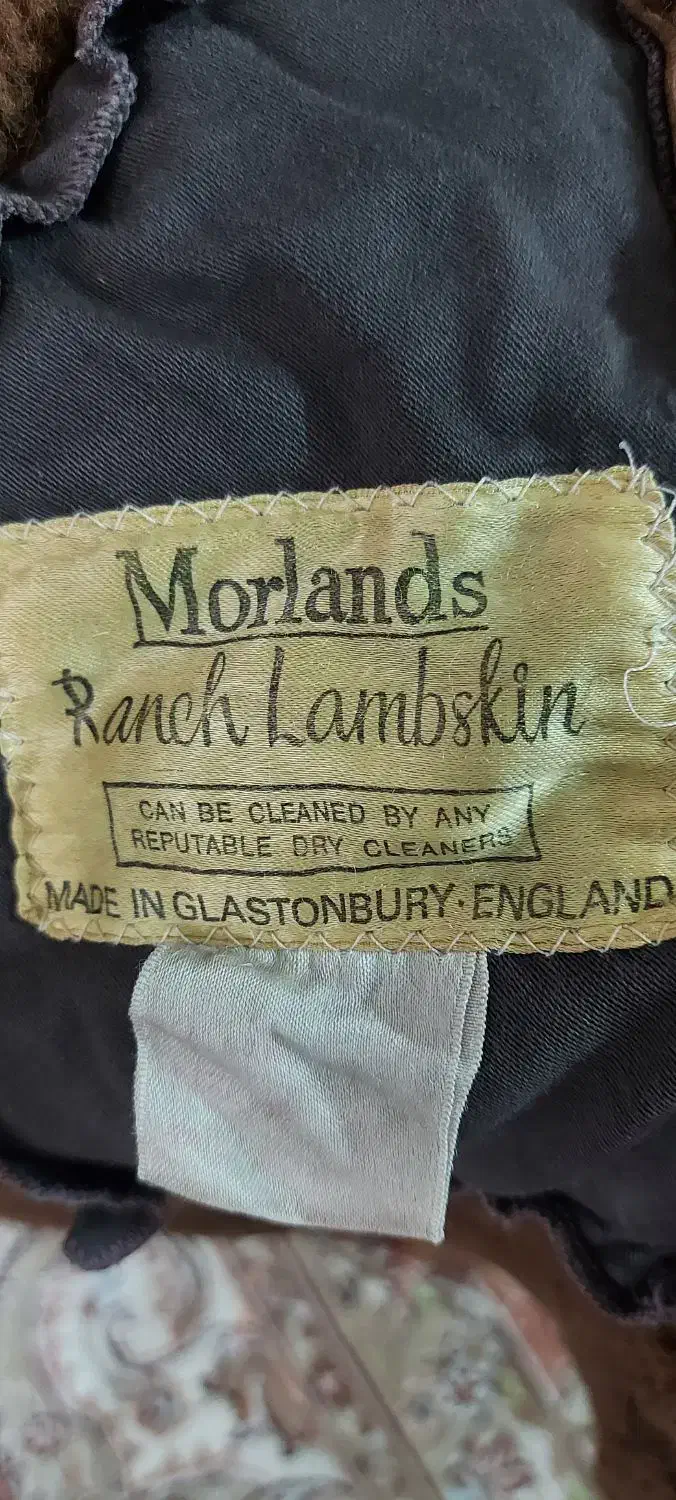 Morlands
Ranch Lambskin
CAN BE CLEANED BY ANY
REPUTABLE DRY CLEANERS
MADE IN GLASTONBURY·ENGLAND